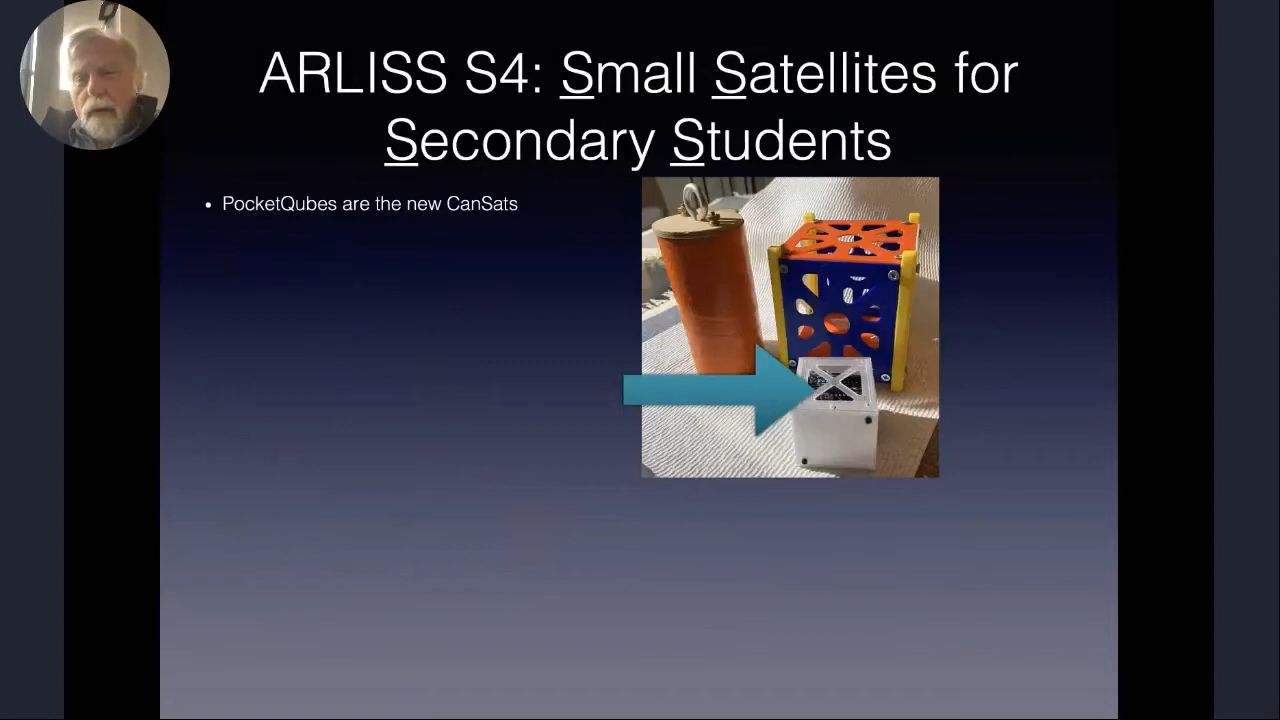 ARLISS S4: Small Satellites for
Secondary Students
• PocketQubes are the new CanSats